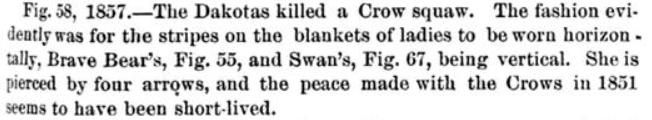 Fig. 58, 1857.—The Dakotas killed a Crow squaw. The fashion evi-
dently was for the stripes on the blankets of ladies to be worn horizon-
tally, Brave Bear's, Fig. 55, and Swan's, Fig. 67, being vertical. She is
pierced by four arrows, and the peace made with the Crows in 1851
seems to have been short-lived.